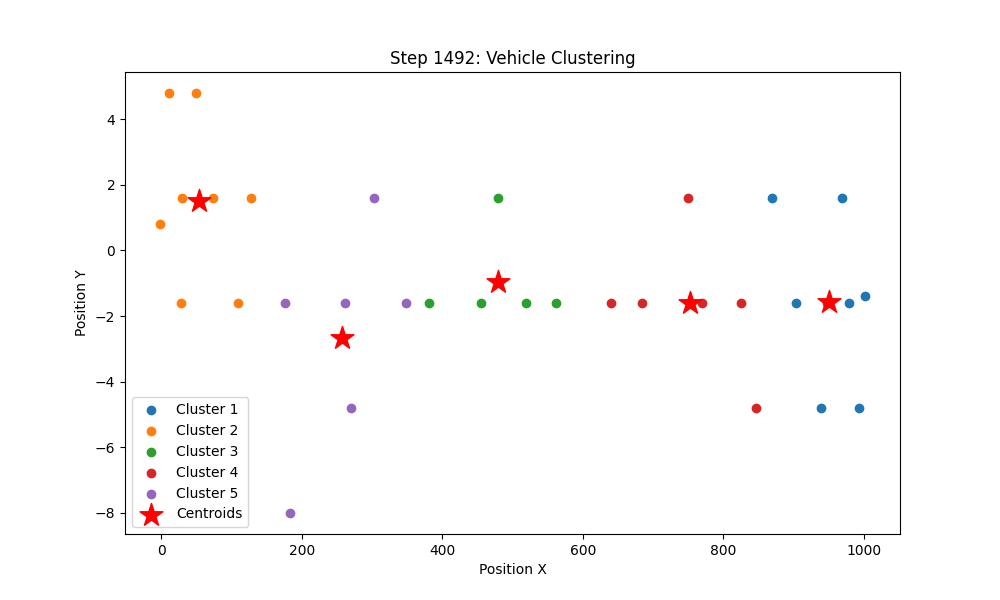 Step 1492: Vehicle Clustering
Position Y
4
2
0
−2
−4
−6
−8
Cluster 1
Cluster 2
Cluster 3
Cluster 4
Cluster 5
Centroids
0 200 400 600 800 1000
Position X